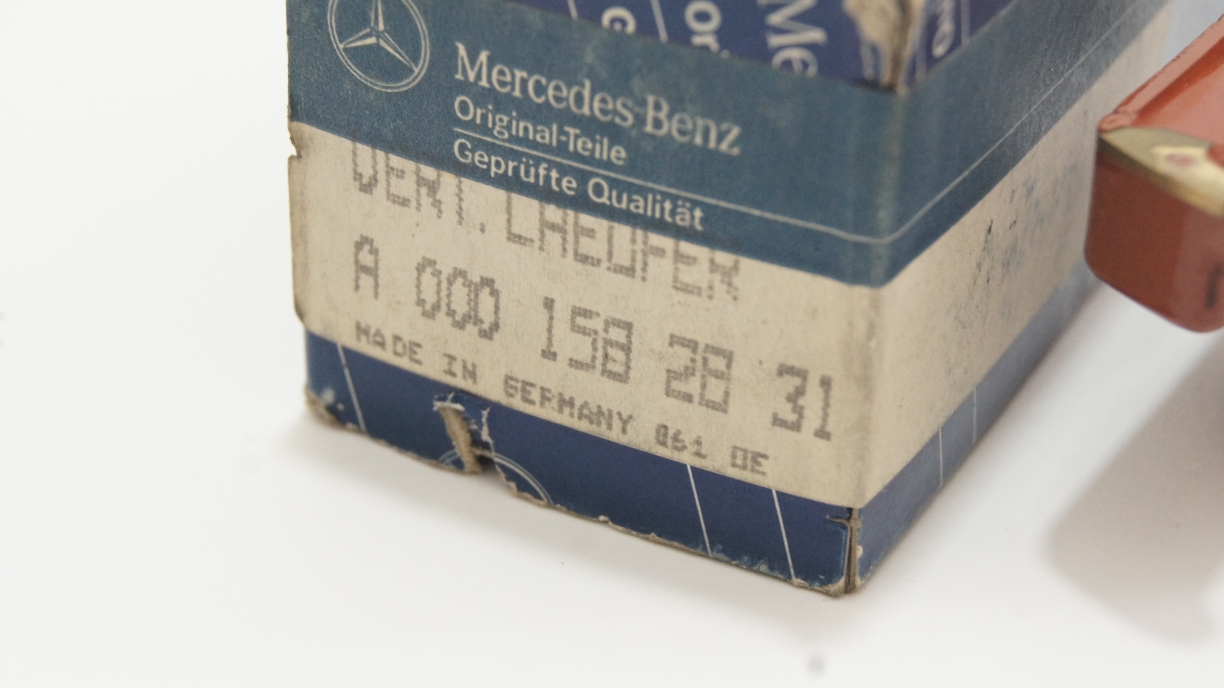 Mercedes-Benz
Original-Teile
Geprüfte Qualität
VERT. LAEUFER
A 000 158 28 31
MADE IN GERMANY 061 DE